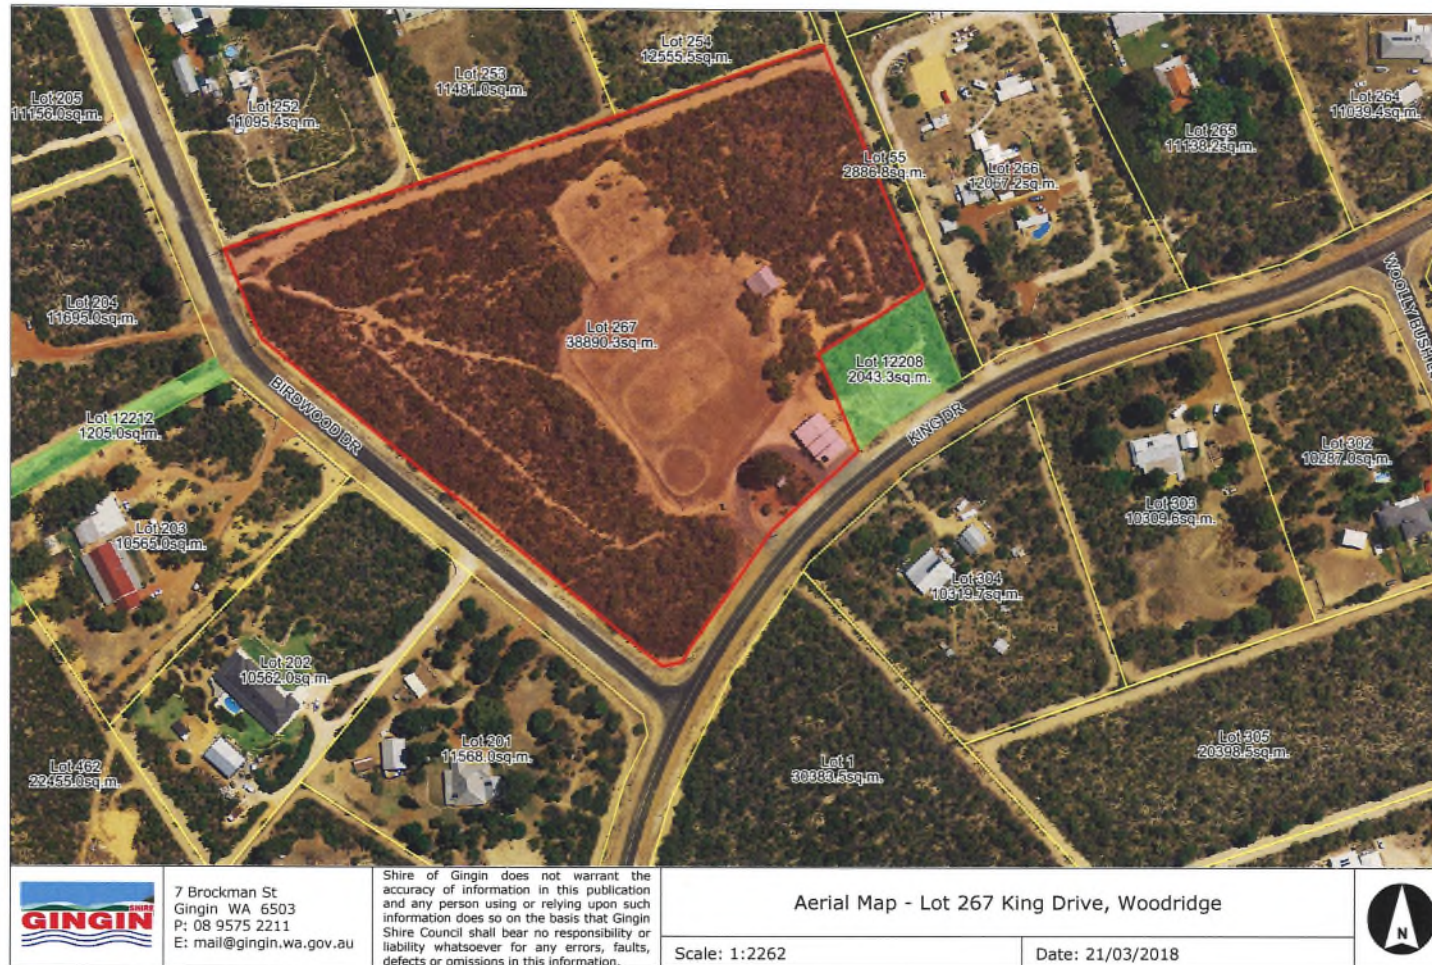 Lot 254
12555.5sq.m.
Lot 253
11481.0sq.m.
Lot 205
11156.0sq.m.
Lot 252
11095.4sq.m.
Lot 264
11039.4sq.m.
Lot 265
11138.2sq.m.
Lot 55
2886.8sq.m.
Lot 266
12067.2sq.m.
WOOLLY BUSH
Lot 204
11695.0sq.m.
Lot 267
38890.3sq.m.
Lot 12208
2043.3sq.m.
BIRDWOOD DR
KING DR
Lot 12212
1205.0sq.m.
Lot 302
10287.0sq.m.
Lot 303
10309.6sq.m.
Lot 203
10565.0sq.m.
Lot 304
10319.7sq.m.
Lot 202
10562.0sq.m.
Lot 201
11568.0sq.m.
Lot 305
20398.5sq.m.
Lot 462
22455.0sq.m.
Lot 1
30383.5sq.m.
SHIRE
GINGIN
7 Brockman St
Gingin WA 6503
P: 08 9575 2211
E: mail@gingin.wa.gov.au
Shire of Gingin does not warrant the
accuracy of information in this publication
and any person using or relying upon such
information does so on the basis that Gingin
Shire Council shall bear no responsibility or
liability whatsoever for any errors, faults,
defects or omissions in this information.
Aerial Map - Lot 267 King Drive, Woodridge
Scale: 1:2262
Date: 21/03/2018
N